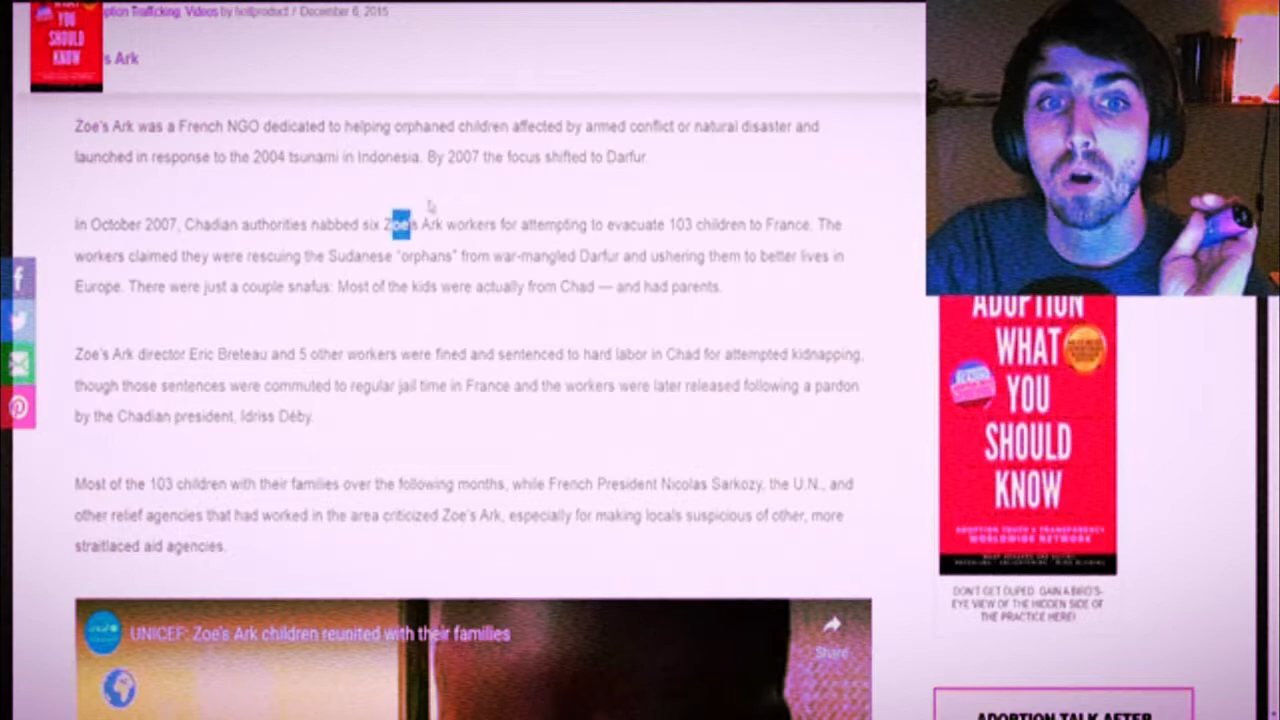 WHAT
YOU
SHOULD
KNOW
ption Trafficking, Videos by heitproduct / December 6, 2015
s Ark
Zoe's Ark was a French NGO dedicated to helping orphaned children affected by armed conflict or natural disaster and
launched in response to the 2004 tsunami in Indonesia. By 2007 the focus shifted to Darfur.
In October 2007, Chadian authorities nabbed six Zoe's Ark workers for attempting to evacuate 103 children to France. The
workers claimed they were rescuing the Sudanese "orphans" from war-mangled Darfur and ushering them to better lives in
Europe. There were just a couple snafus: Most of the kids were actually from Chad — and had parents.
Zoe's Ark director Eric Breteau and 5 other workers were fined and sentenced to hard labor in Chad for attempted kidnapping,
though those sentences were commuted to regular jail time in France and the workers were later released following a pardon
by the Chadian president, Idriss Déby.
Most of the 103 children with their families over the following months, while French President Nicolas Sarkozy, the U.N., and
other relief agencies that had worked in the area criticized Zoe's Ark, especially for making locals suspicious of other, more
straitlaced aid agencies.
UNICEF: Zoe's Ark children reunited with their families
Share
ADOPTION
WHAT
YOU
SHOULD
KNOW
ADOPTION TRUTH & TRANSPARENCY
WORLDWIDE NETWORK
DON'T GET DUPED. GAIN A BIRD'S-
EYE VIEW OF THE HIDDEN SIDE OF
THE PRACTICE HERE!
ADOPTION TALK AFTER